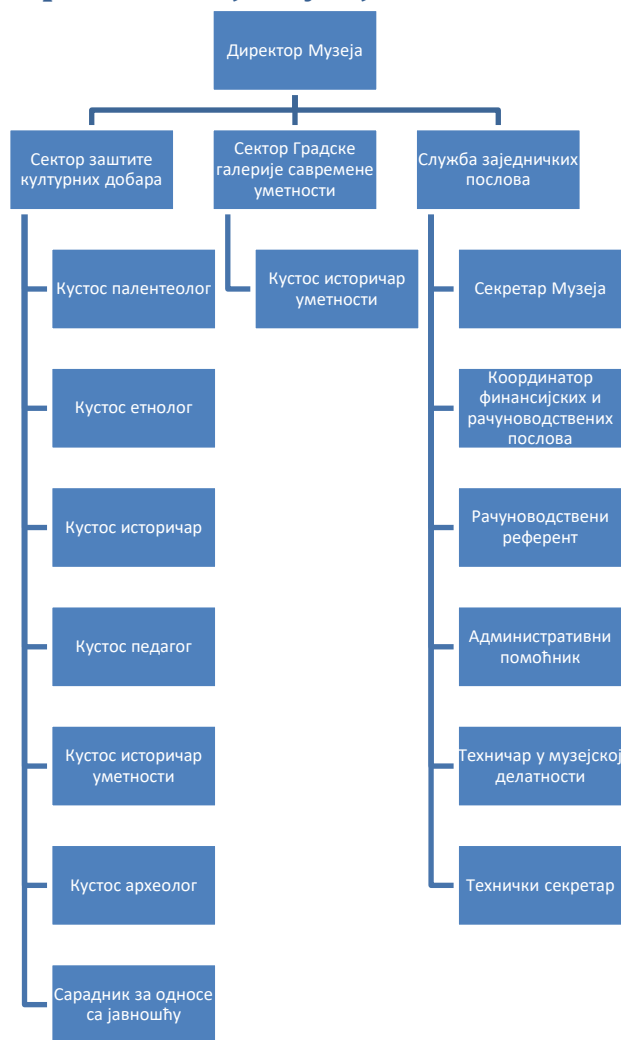 Директор Музеја
Сектор заштите
културних добара
Кустос палентеолог
Кустос етнолог
Кустос историчар
Кустос педагог
Кустос историчар
уметности
Кустос археолог
Сарадник за односе
са јавношћу
Сектор Градске
галерије савремене
уметности
Кустос историчар
уметности
Служба заједничких
послова
Секретар Музеја
Координатор
финансијских и
рачуноводствених
послова
Рачуноводствени
референт
Административни
помоћник
Техничар у музејској
делатности
Технички секретар